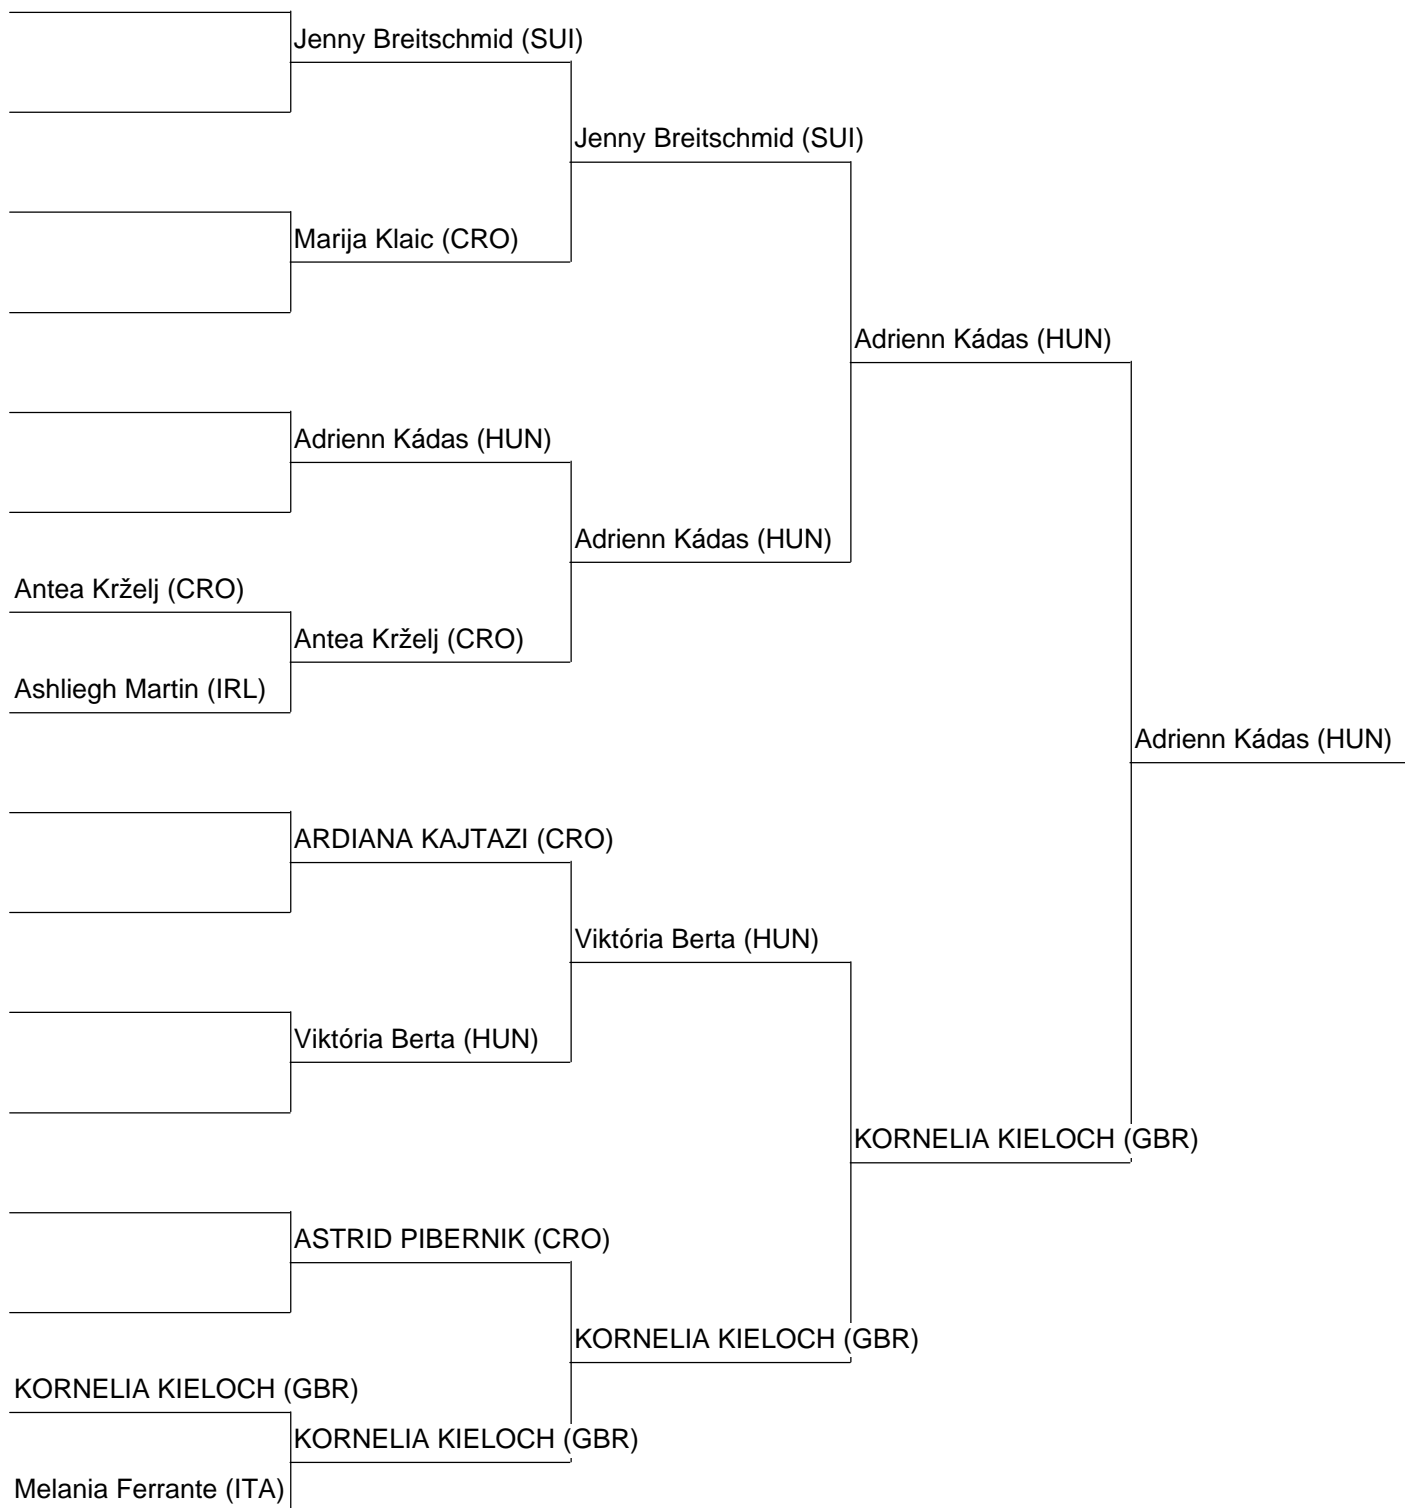 Jenny Breitschmid (SUI)
Jenny Breitschmid (SUI)
Marija Klaic (CRO)
Adrienn Kádas (HUN)
Adrienn Kádas (HUN)
Adrienn Kádas (HUN)
Antea Krželj (CRO)
Antea Krželj (CRO)
Ashliegh Martin (IRL)
Adrienn Kádas (HUN)
ARDIANA KAJTAZI (CRO)
Viktória Berta (HUN)
Viktória Berta (HUN)
KORNELIA KIELOCH (GBR)
ASTRID PIBERNIK (CRO)
KORNELIA KIELOCH (GBR)
KORNELIA KIELOCH (GBR)
KORNELIA KIELOCH (GBR)
Melania Ferrante (ITA)